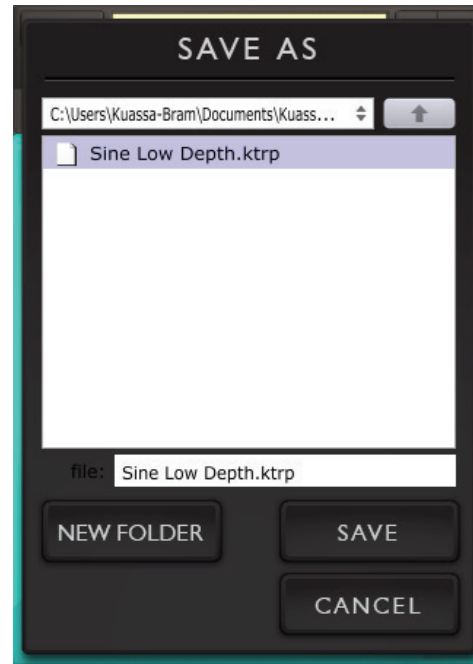 SAVE AS
C:\Users\Kuassa-Bram\Documents\Kuass...
Sine Low Depth.ktrp
file: Sine Low Depth.ktrp
NEW FOLDER SAVE
CANCEL